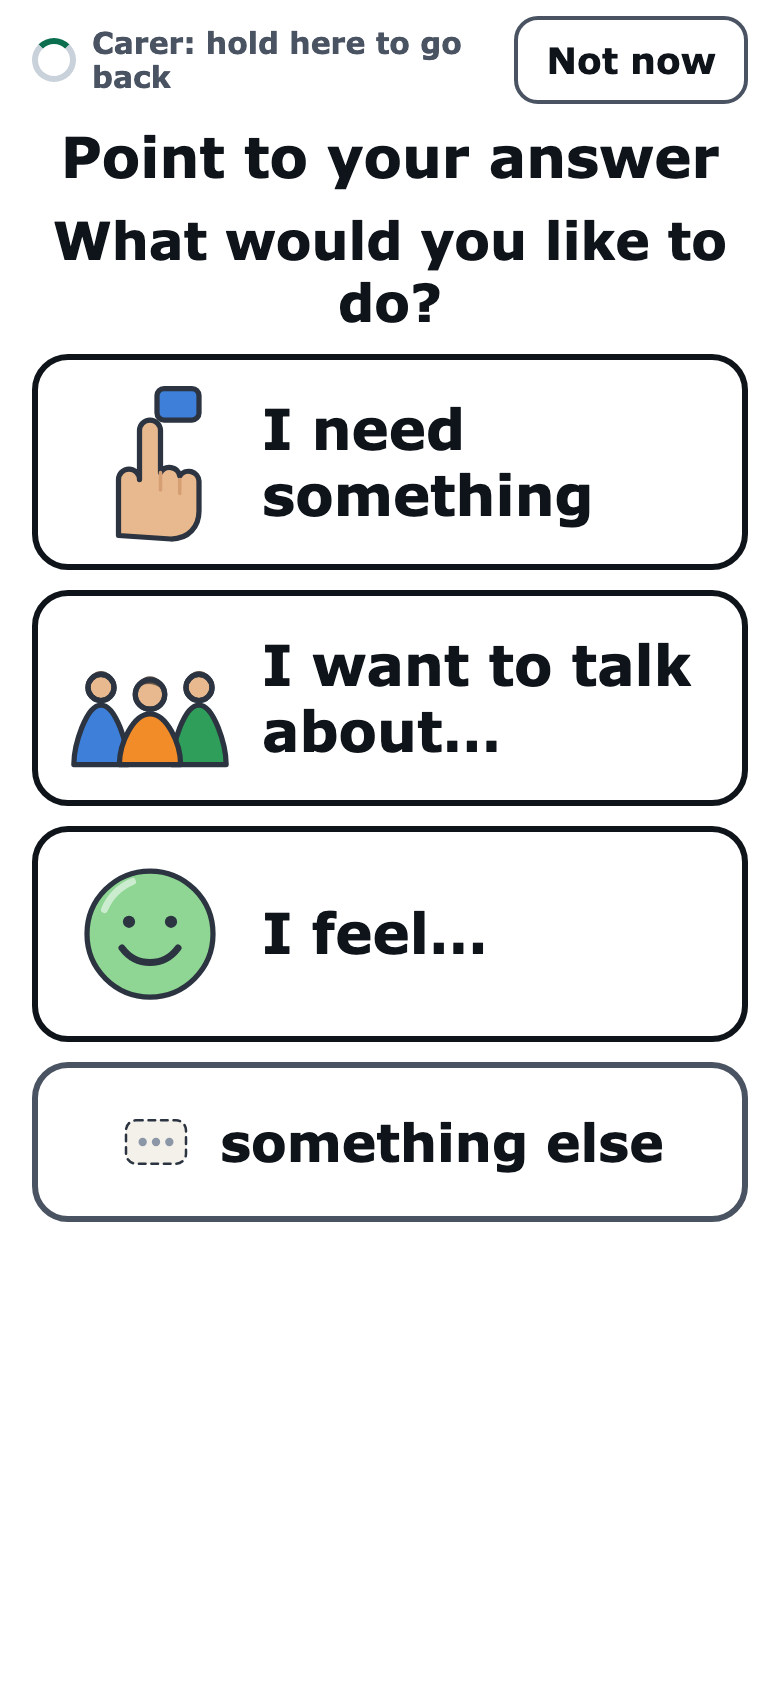 Carer: hold here to go
back
Not now
Point to your answer
What would you like to
do?
I need
something
I want to talk
about...
I feel...
something else